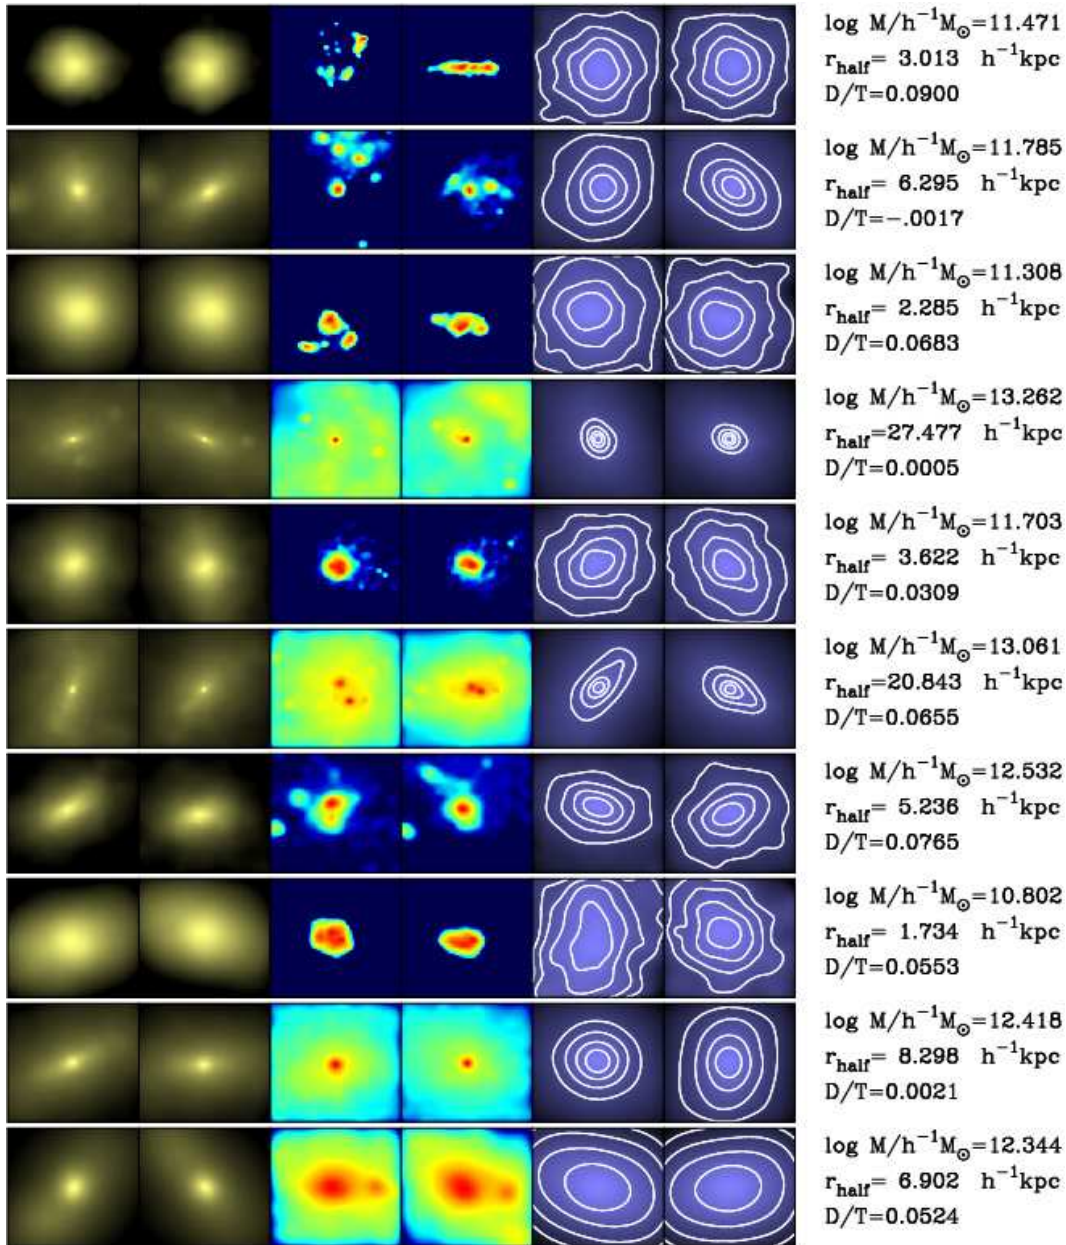 log M/h⁻¹M⊙=11.471
r_half= 3.013 h⁻¹kpc
D/T=0.0900
log M/h⁻¹M⊙=11.785
r_half= 6.295 h⁻¹kpc
D/T=−.0017
log M/h⁻¹M⊙=11.308
r_half= 2.285 h⁻¹kpc
D/T=0.0683
log M/h⁻¹M⊙=13.262
r_half=27.477 h⁻¹kpc
D/T=0.0005
log M/h⁻¹M⊙=11.703
r_half= 3.622 h⁻¹kpc
D/T=0.0309
log M/h⁻¹M⊙=13.061
r_half=20.843 h⁻¹kpc
D/T=0.0655
log M/h⁻¹M⊙=12.532
r_half= 5.236 h⁻¹kpc
D/T=0.0765
log M/h⁻¹M⊙=10.802
r_half= 1.734 h⁻¹kpc
D/T=0.0553
log M/h⁻¹M⊙=12.418
r_half= 8.298 h⁻¹kpc
D/T=0.0021
log M/h⁻¹M⊙=12.344
r_half= 6.902 h⁻¹kpc
D/T=0.0524